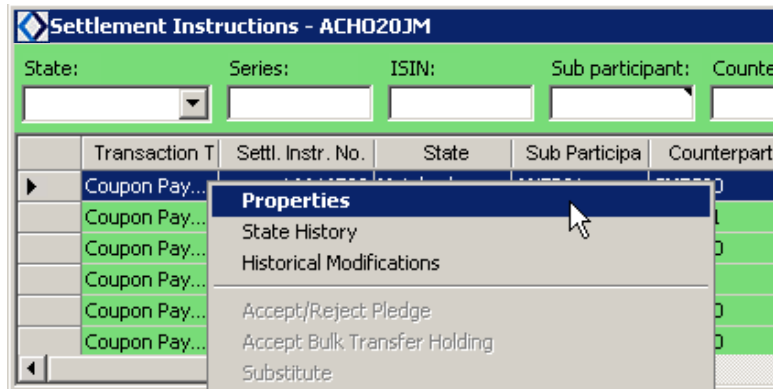 Settlement Instructions - ACHO20JM
State: Series: ISIN: Sub participant: Counte
Transaction T Settl. Instr. No. State Sub Participa Counterpart
Coupon Pay...
Properties
Coupon Pay...
State History
Coupon Pay...
Historical Modifications
Coupon Pay...
Coupon Pay...
Accept/Reject Pledge
Coupon Pay...
Accept Bulk Transfer Holding
Substitute